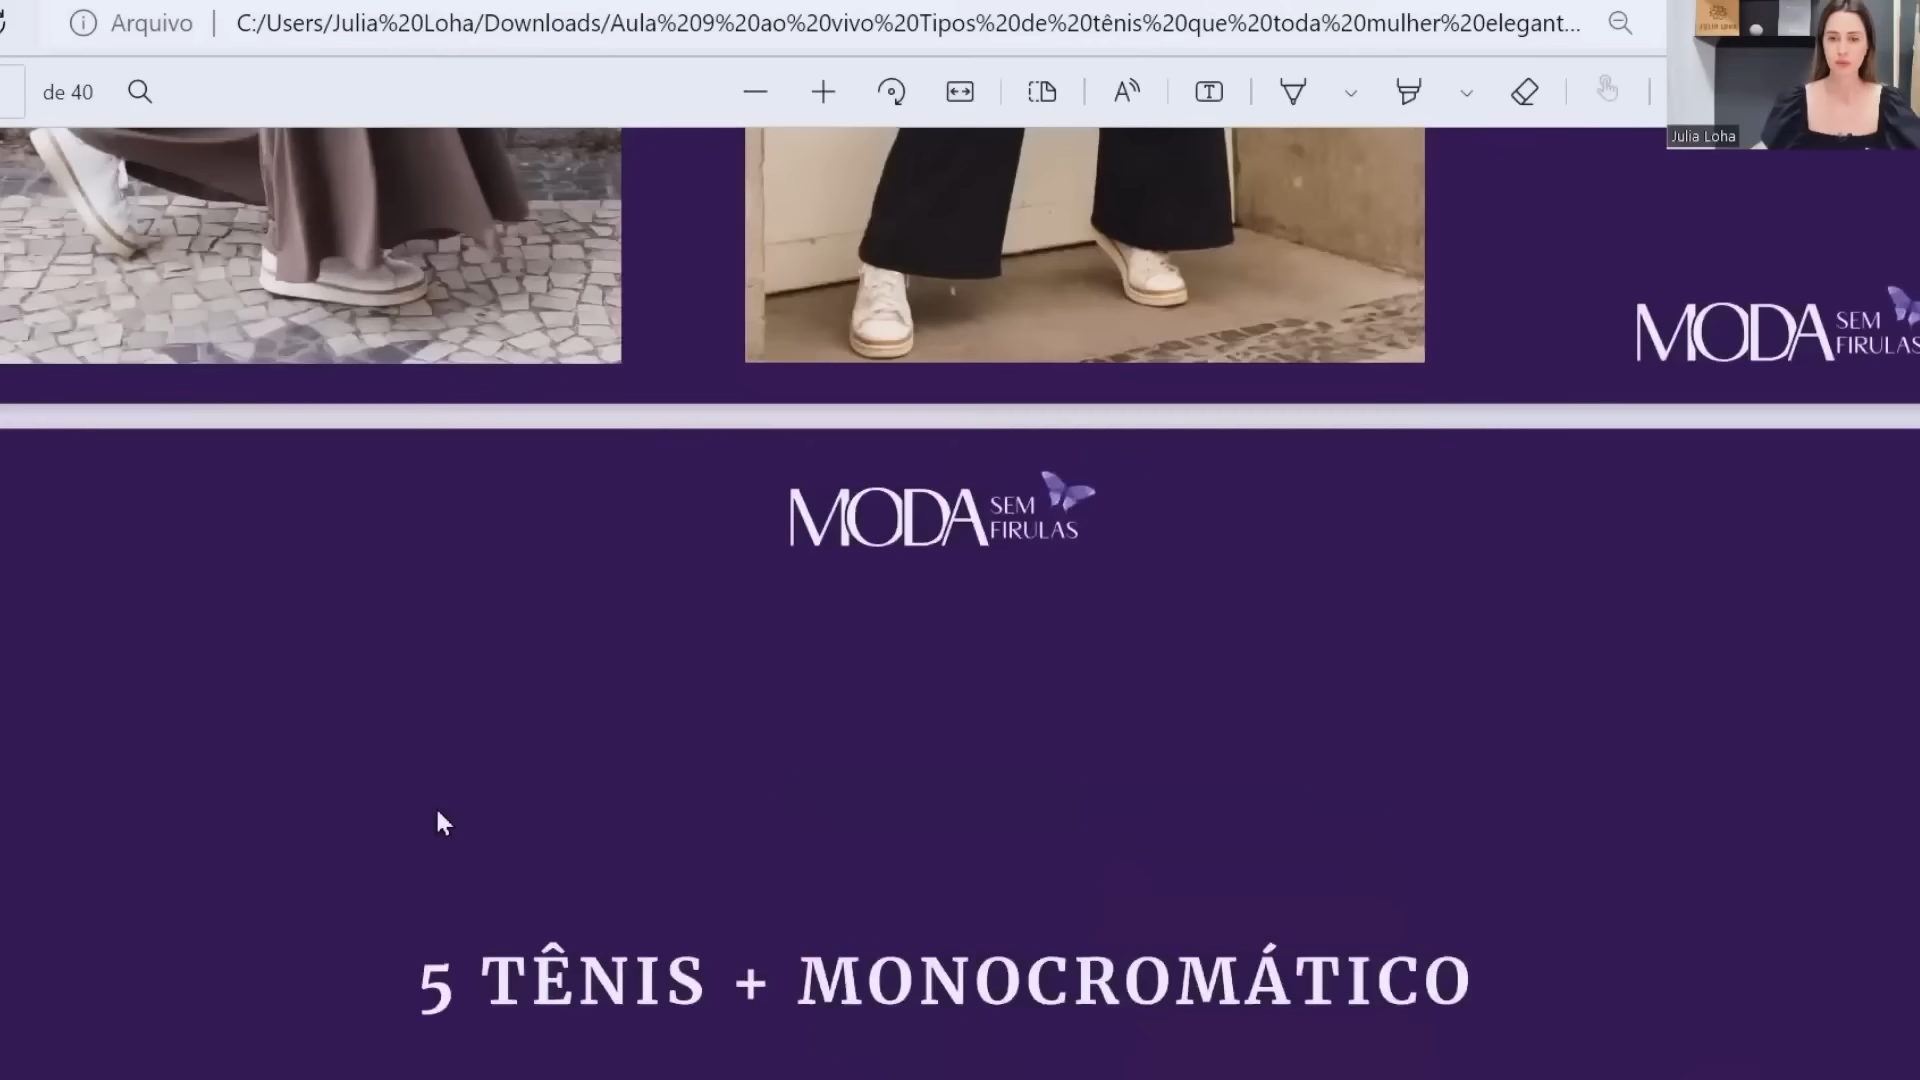 Arquivo
C:/Users/Julia%20Loha/Downloads/Aula%209%20ao%20vivo%20Tipos%20de%20tênis%20que%20toda%20mulher%20elegant...
de 40
Julia Loha
MODA SEM FIRULAS
MODA SEM FIRULAS
5 TÊNIS + MONOCROMÁTICO